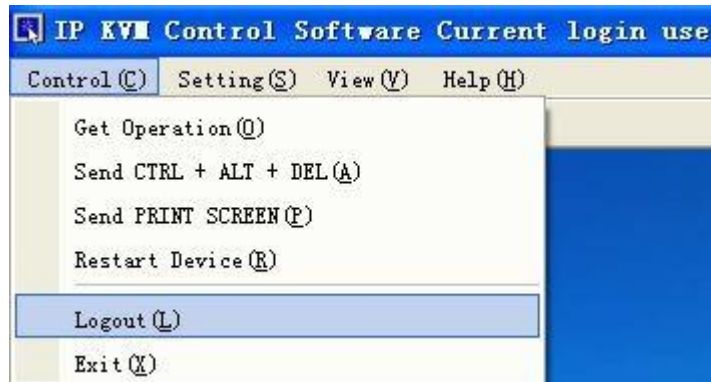 IP KVM Control Software Current login use
Control(C) Setting(S) View(V) Help(H)
Get Operation(O)
Send CTRL + ALT + DEL(A)
Send PRINT SCREEN(P)
Restart Device(R)
Logout(L)
Exit(X)